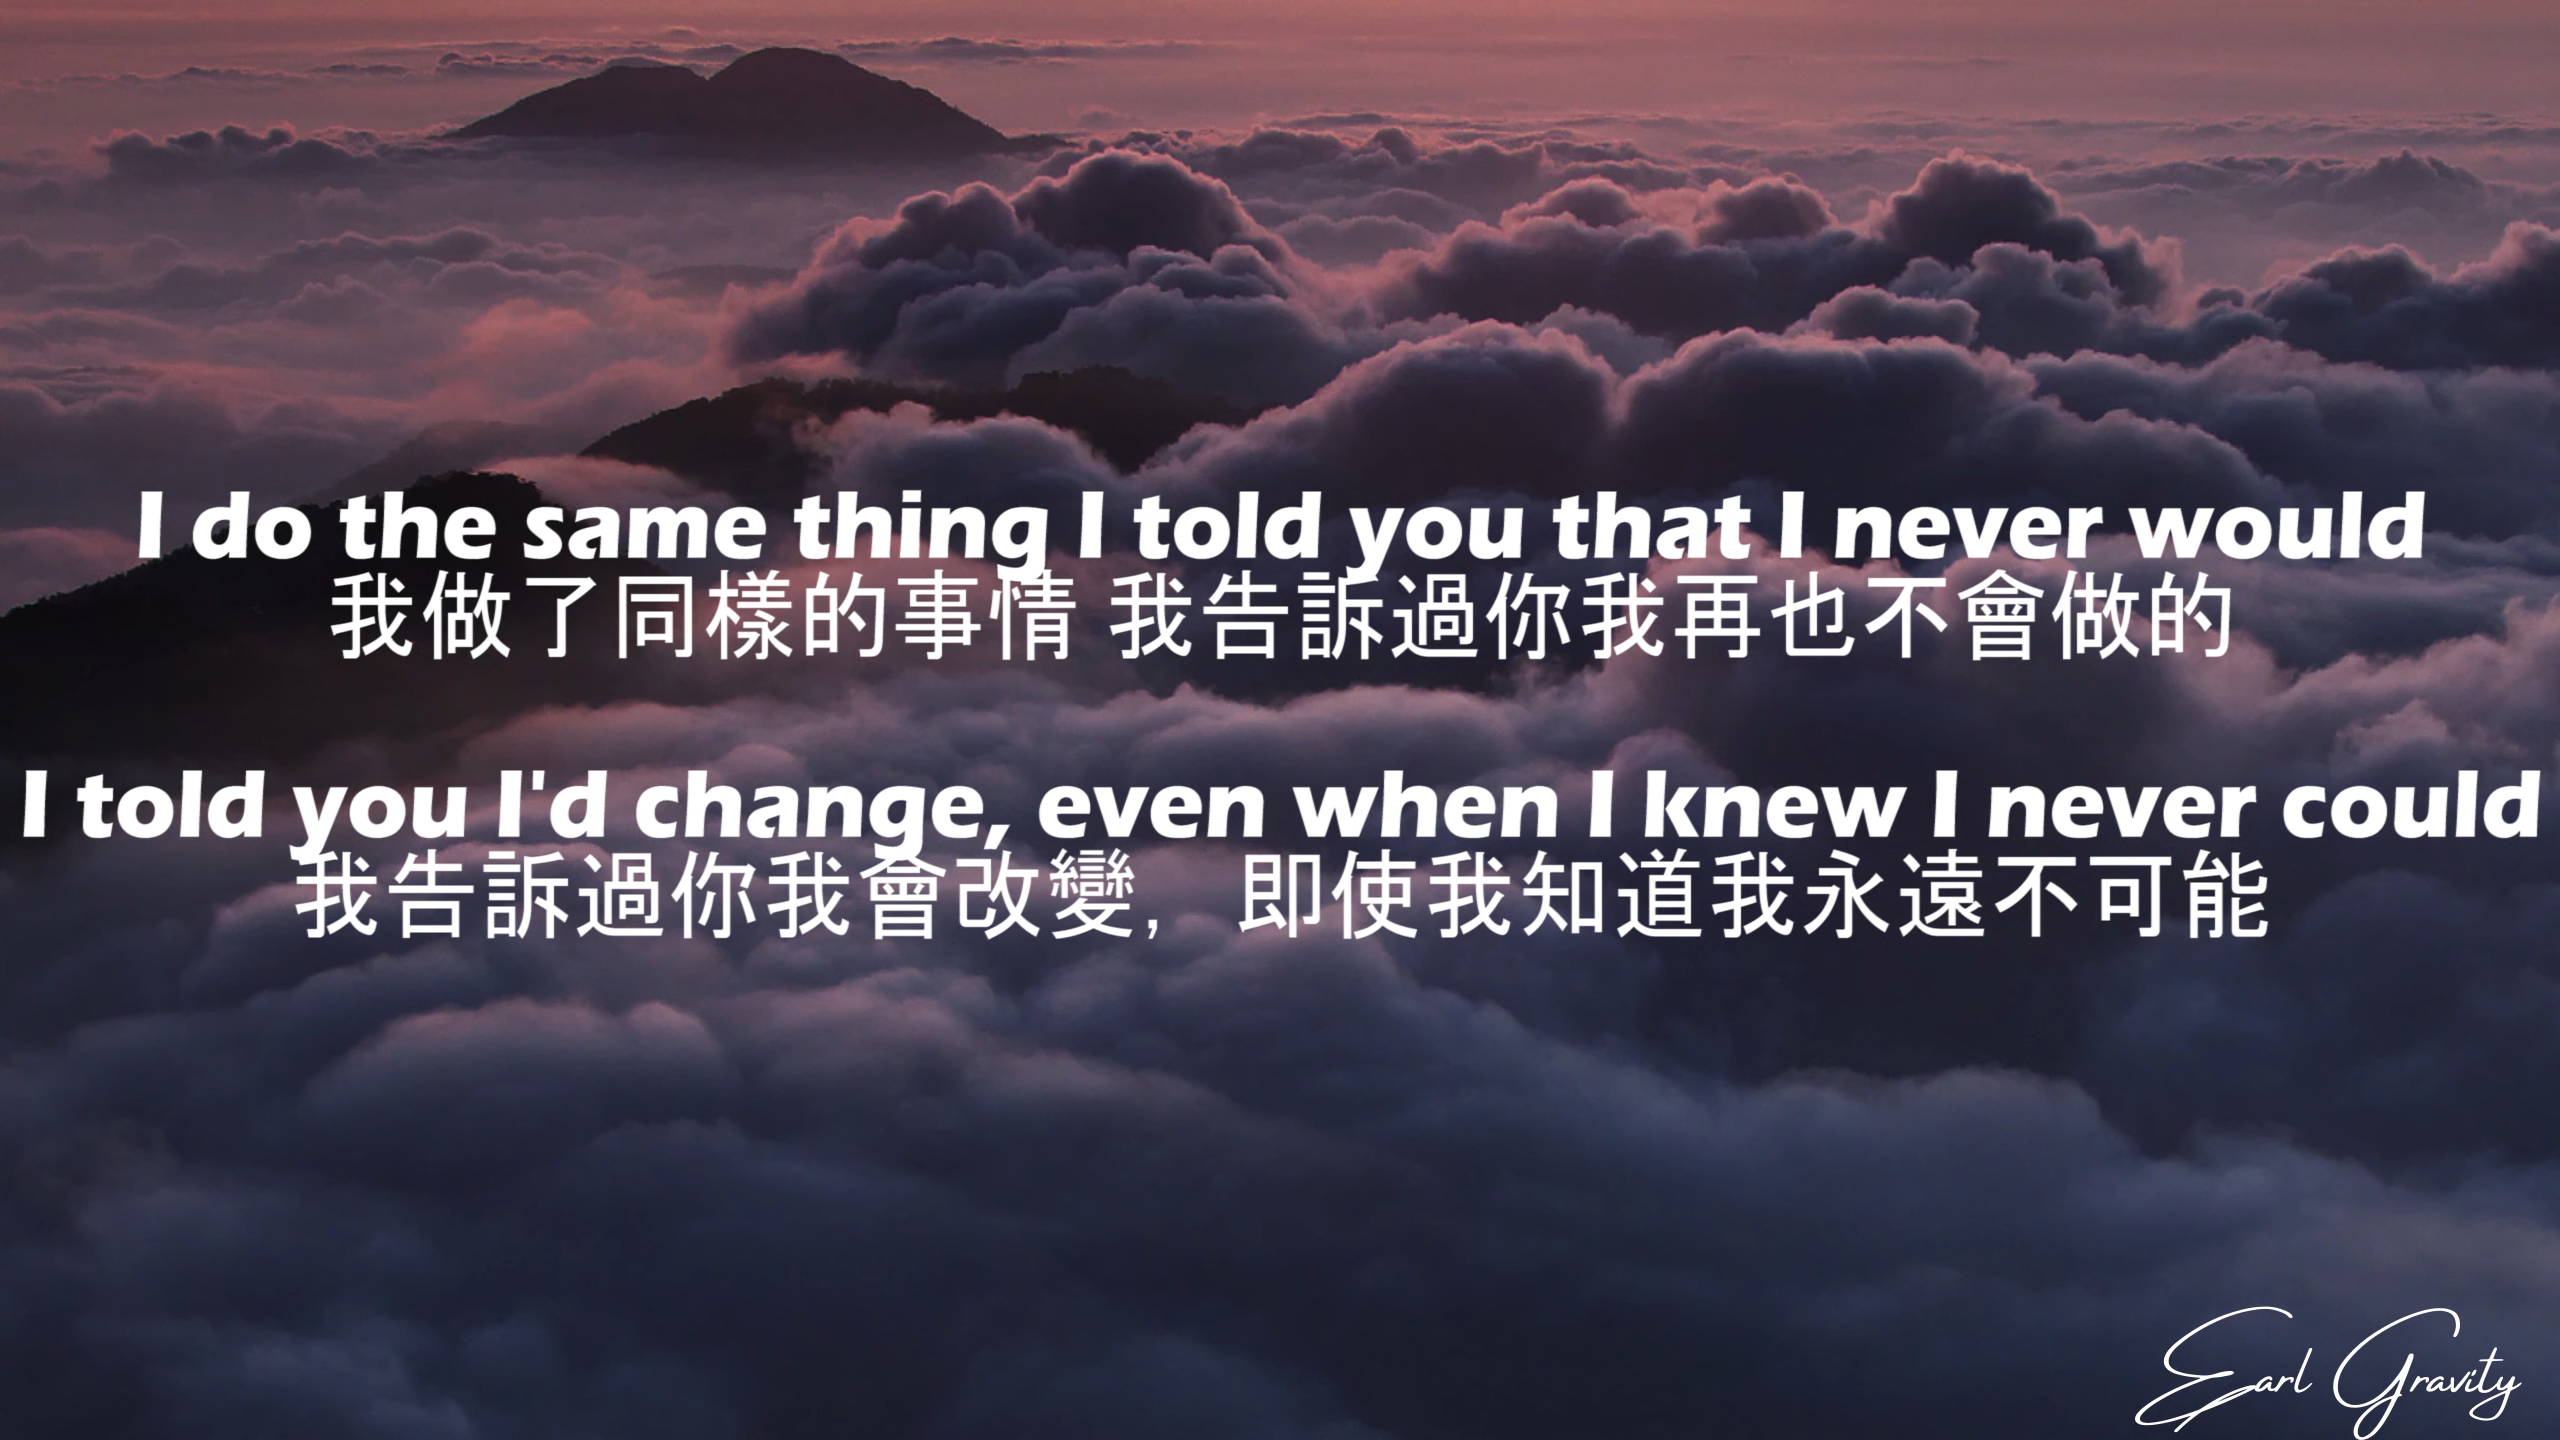 I do the same thing I told you that I never would
我做了同樣的事情 我告訴過你我再也不會做的
I told you I'd change, even when I knew I never could
我告訴過你我會改變，即使我知道我永遠不可能
Earl Gravity